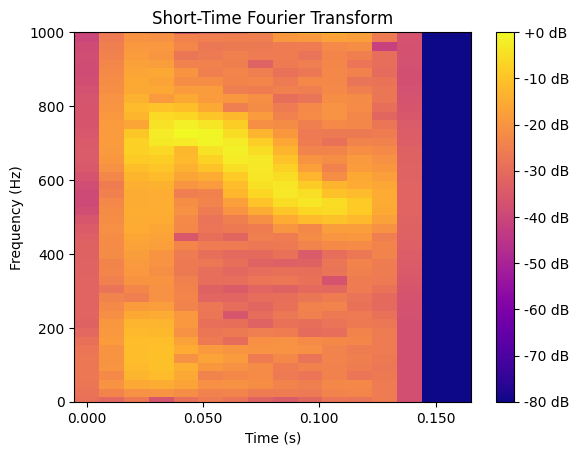 Short-Time Fourier Transform
1000
800
600
400
200
0
Frequency (Hz)
0.000
0.050
0.100
0.150
Time (s)
+0 dB
-10 dB
-20 dB
-30 dB
-40 dB
-50 dB
-60 dB
-70 dB
-80 dB